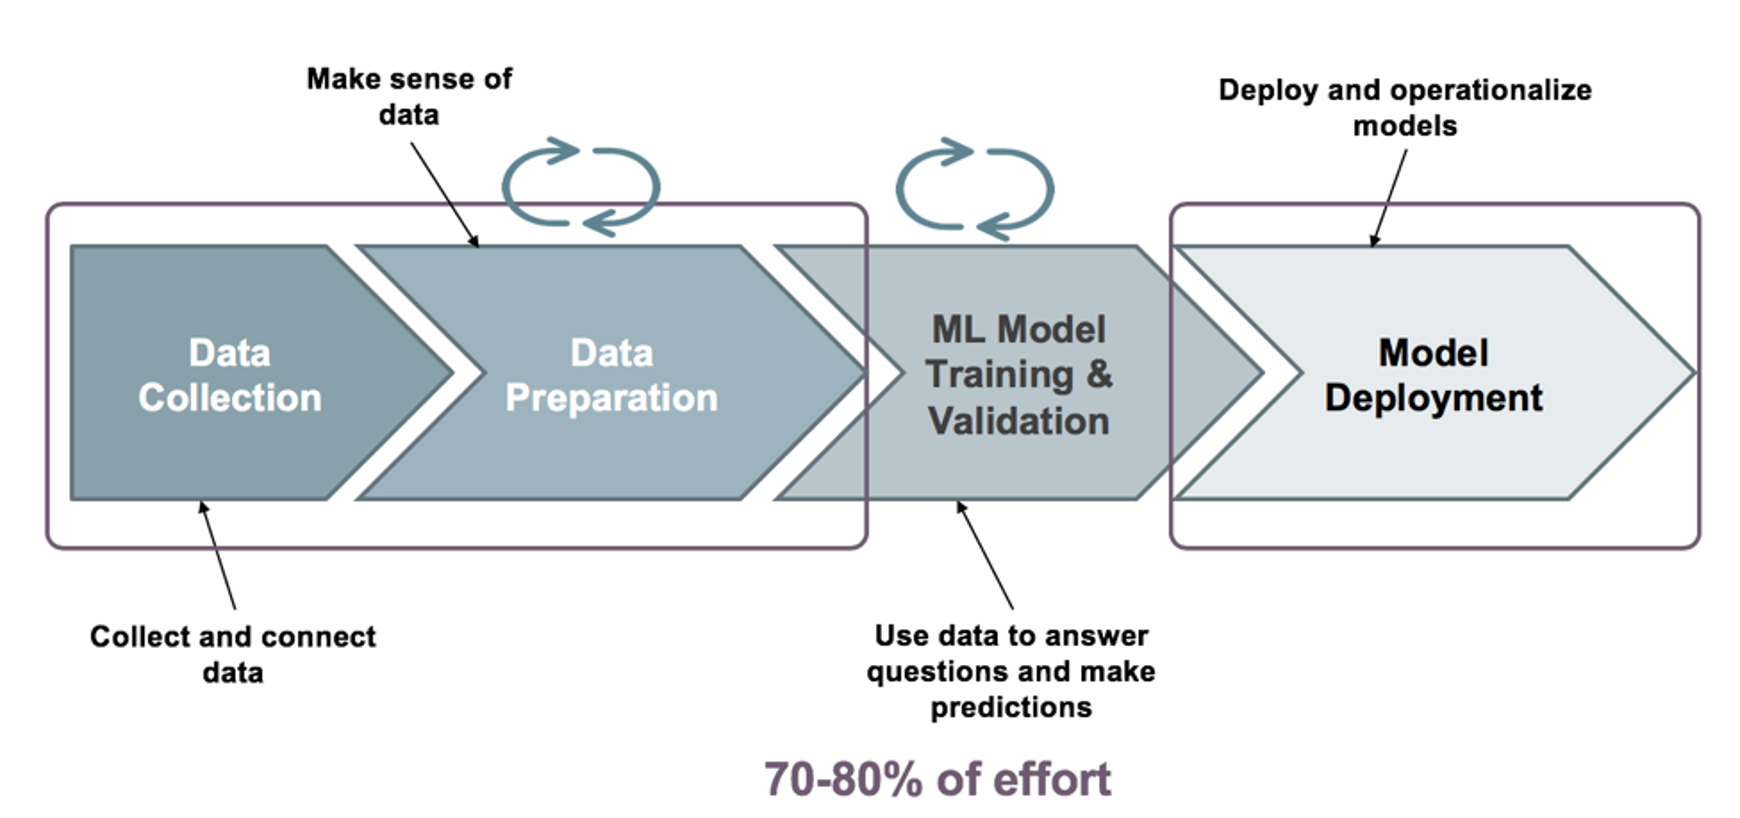 Make sense of
data
Deploy and operationalize
models
Data
Collection
Data
Preparation
ML Model
Training &
Validation
Model
Deployment
Collect and connect
data
Use data to answer
questions and make
predictions
70-80% of effort